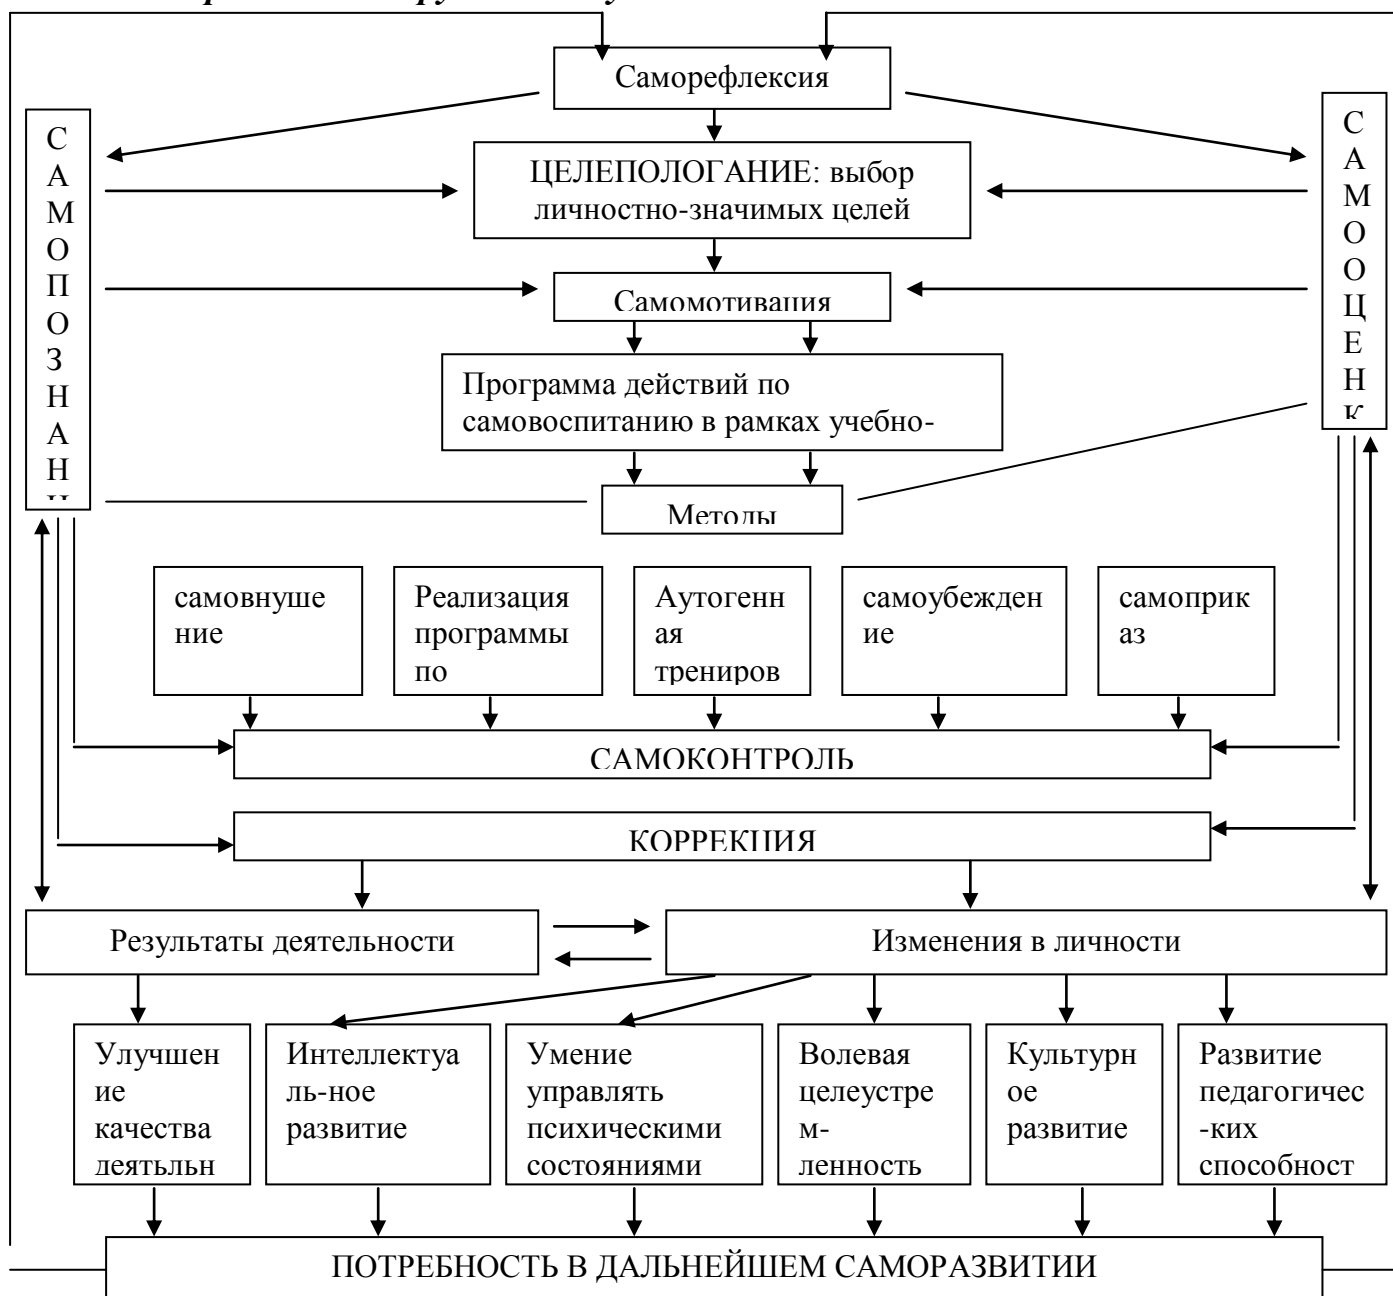 Саморефлексия
С
А
М
О
П
О
З
Н
А
Н
С
А
М
О
О
Ц
Е
Н
К
ЦЕЛЕПОЛОГАНИЕ: выбор
личностно-значимых целей
Самомотивация
Программа действий по
самовоспитанию в рамках учебно-
Методы
самовнуше
ние
Реализация
программы
по
Аутогенн
ая
трениров
самоубежден
ие
самоприк
аз
САМОКОНТРОЛЬ
КОРРЕКЦИЯ
Результаты деятельности
Изменения в личности
Улучшен
ие
качества
деятьльн
Интеллектуа
ль-ное
развитие
Умение
управлять
психическими
состояниями
Волевая
целеустре
м-
ленность
Культурн
ое
развитие
Развитие
педагогичес
-ких
способност
ПОТРЕБНОСТЬ В ДАЛЬНЕЙШЕМ САМОРАЗВИТИИ